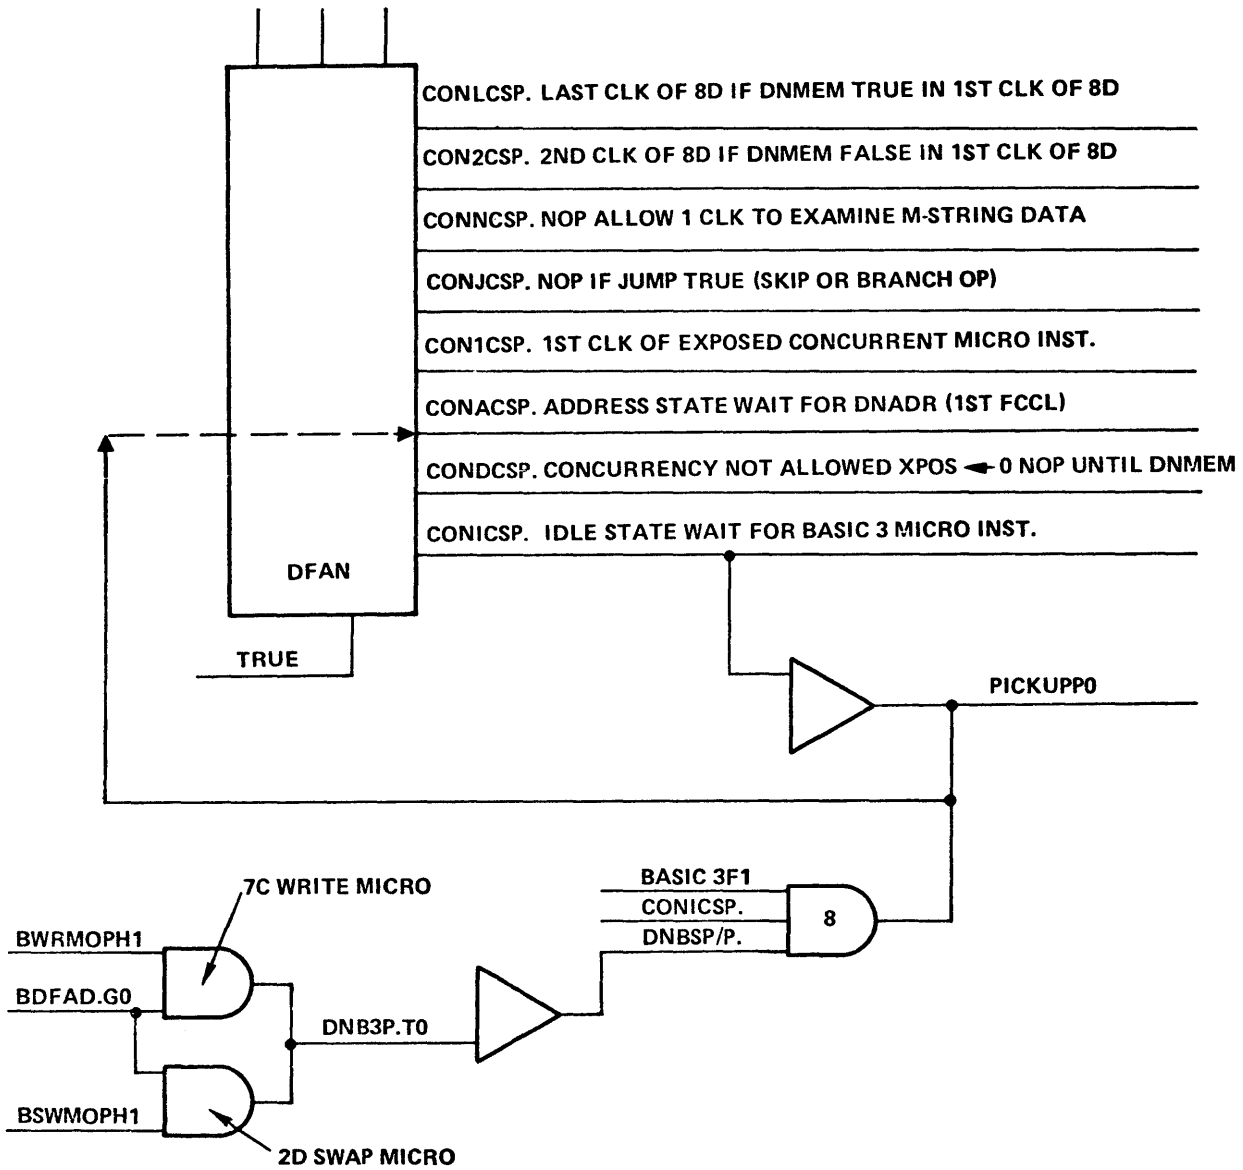 CONLCSP. LAST CLK OF 8D IF DNMEM TRUE IN 1ST CLK OF 8D
CON2CSP. 2ND CLK OF 8D IF DNMEM FALSE IN 1ST CLK OF 8D
CONNCSP. NOP ALLOW 1 CLK TO EXAMINE M-STRING DATA
CONJCSP. NOP IF JUMP TRUE (SKIP OR BRANCH OP)
CON1CSP. 1ST CLK OF EXPOSED CONCURRENT MICRO INST.
CONACSP. ADDRESS STATE WAIT FOR DNADR (1ST FCCL)
CONDCSP. CONCURRENCY NOT ALLOWED XPOS ← 0 NOP UNTIL DNMEM
CONICSP. IDLE STATE WAIT FOR BASIC 3 MICRO INST.
DFAN
TRUE
PICKUPP0
7C WRITE MICRO
BASIC 3F1
CONICSP.
DNBSP/P.
8
BWRMOPH1
BDFAD.G0
DNB3P.T0
BSWMOPH1
2D SWAP MICRO